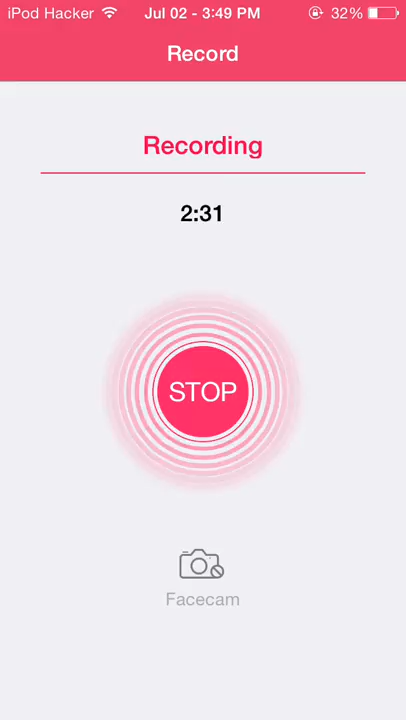 iPod Hacker Jul 02 - 3:49 PM 32%
Record
Recording
2:31
STOP
Facecam